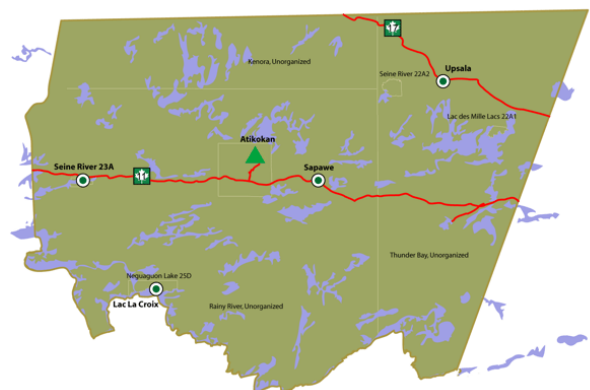 17
Upsala
Kenora, Unorganized
Seine River 22A2
Lac des Mille Lacs 22A1
Atikokan
Seine River 23A
Sapawe
Thunder Bay, Unorganized
Neguaguon Lake 25D
Lac La Croix
Rainy River, Unorganized